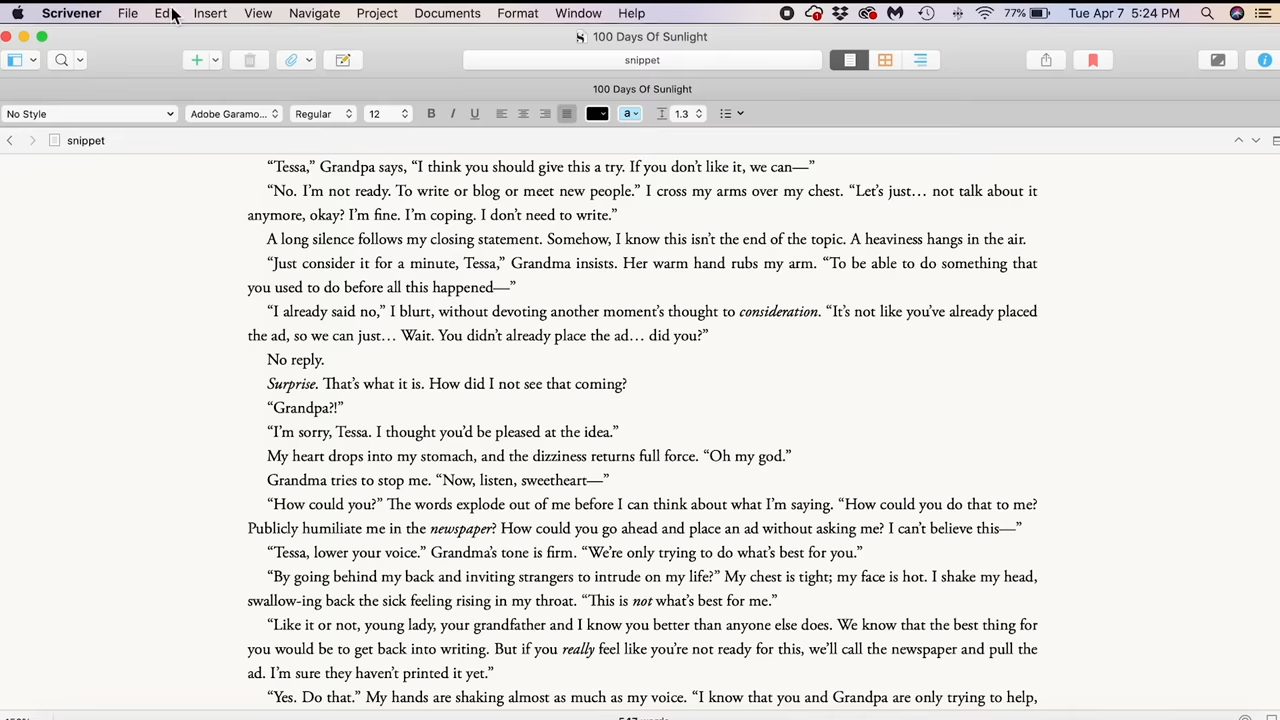 Scrivener File Edi Insert View Navigate Project Documents Format Window Help 77% Tue Apr 7 5:24 PM
100 Days Of Sunlight
snippet
100 Days Of Sunlight
No Style Adobe Garamo... Regular 12 B I U a 1.3
snippet
“Tessa,” Grandpa says, “I think you should give this a try. If you don’t like it, we can—”
“No. I’m not ready. To write or blog or meet new people.” I cross my arms over my chest. “Let’s just… not talk about it
anymore, okay? I’m fine. I’m coping. I don’t need to write.”
A long silence follows my closing statement. Somehow, I know this isn’t the end of the topic. A heaviness hangs in the air.
“Just consider it for a minute, Tessa,” Grandma insists. Her warm hand rubs my arm. “To be able to do something that
you used to do before all this happened—”
“I already said no,” I blurt, without devoting another moment’s thought to consideration. “It’s not like you’ve already placed
the ad, so we can just… Wait. You didn’t already place the ad… did you?”
No reply.
Surprise. That’s what it is. How did I not see that coming?
“Grandpa?!”
“I’m sorry, Tessa. I thought you’d be pleased at the idea.”
My heart drops into my stomach, and the dizziness returns full force. “Oh my god.”
Grandma tries to stop me. “Now, listen, sweetheart—”
“How could you?” The words explode out of me before I can think about what I’m saying. “How could you do that to me?
Publicly humiliate me in the newspaper? How could you go ahead and place an ad without asking me? I can’t believe this—”
“Tessa, lower your voice.” Grandma’s tone is firm. “We’re only trying to do what’s best for you.”
“By going behind my back and inviting strangers to intrude on my life?” My chest is tight; my face is hot. I shake my head,
swallow-ing back the sick feeling rising in my throat. “This is not what’s best for me.”
“Like it or not, young lady, your grandfather and I know you better than anyone else does. We know that the best thing for
you would be to get back into writing. But if you really feel like you’re not ready for this, we’ll call the newspaper and pull the
ad. I’m sure they haven’t printed it yet.”
“Yes. Do that.” My hands are shaking almost as much as my voice. “I know that you and Grandpa are only trying to help,